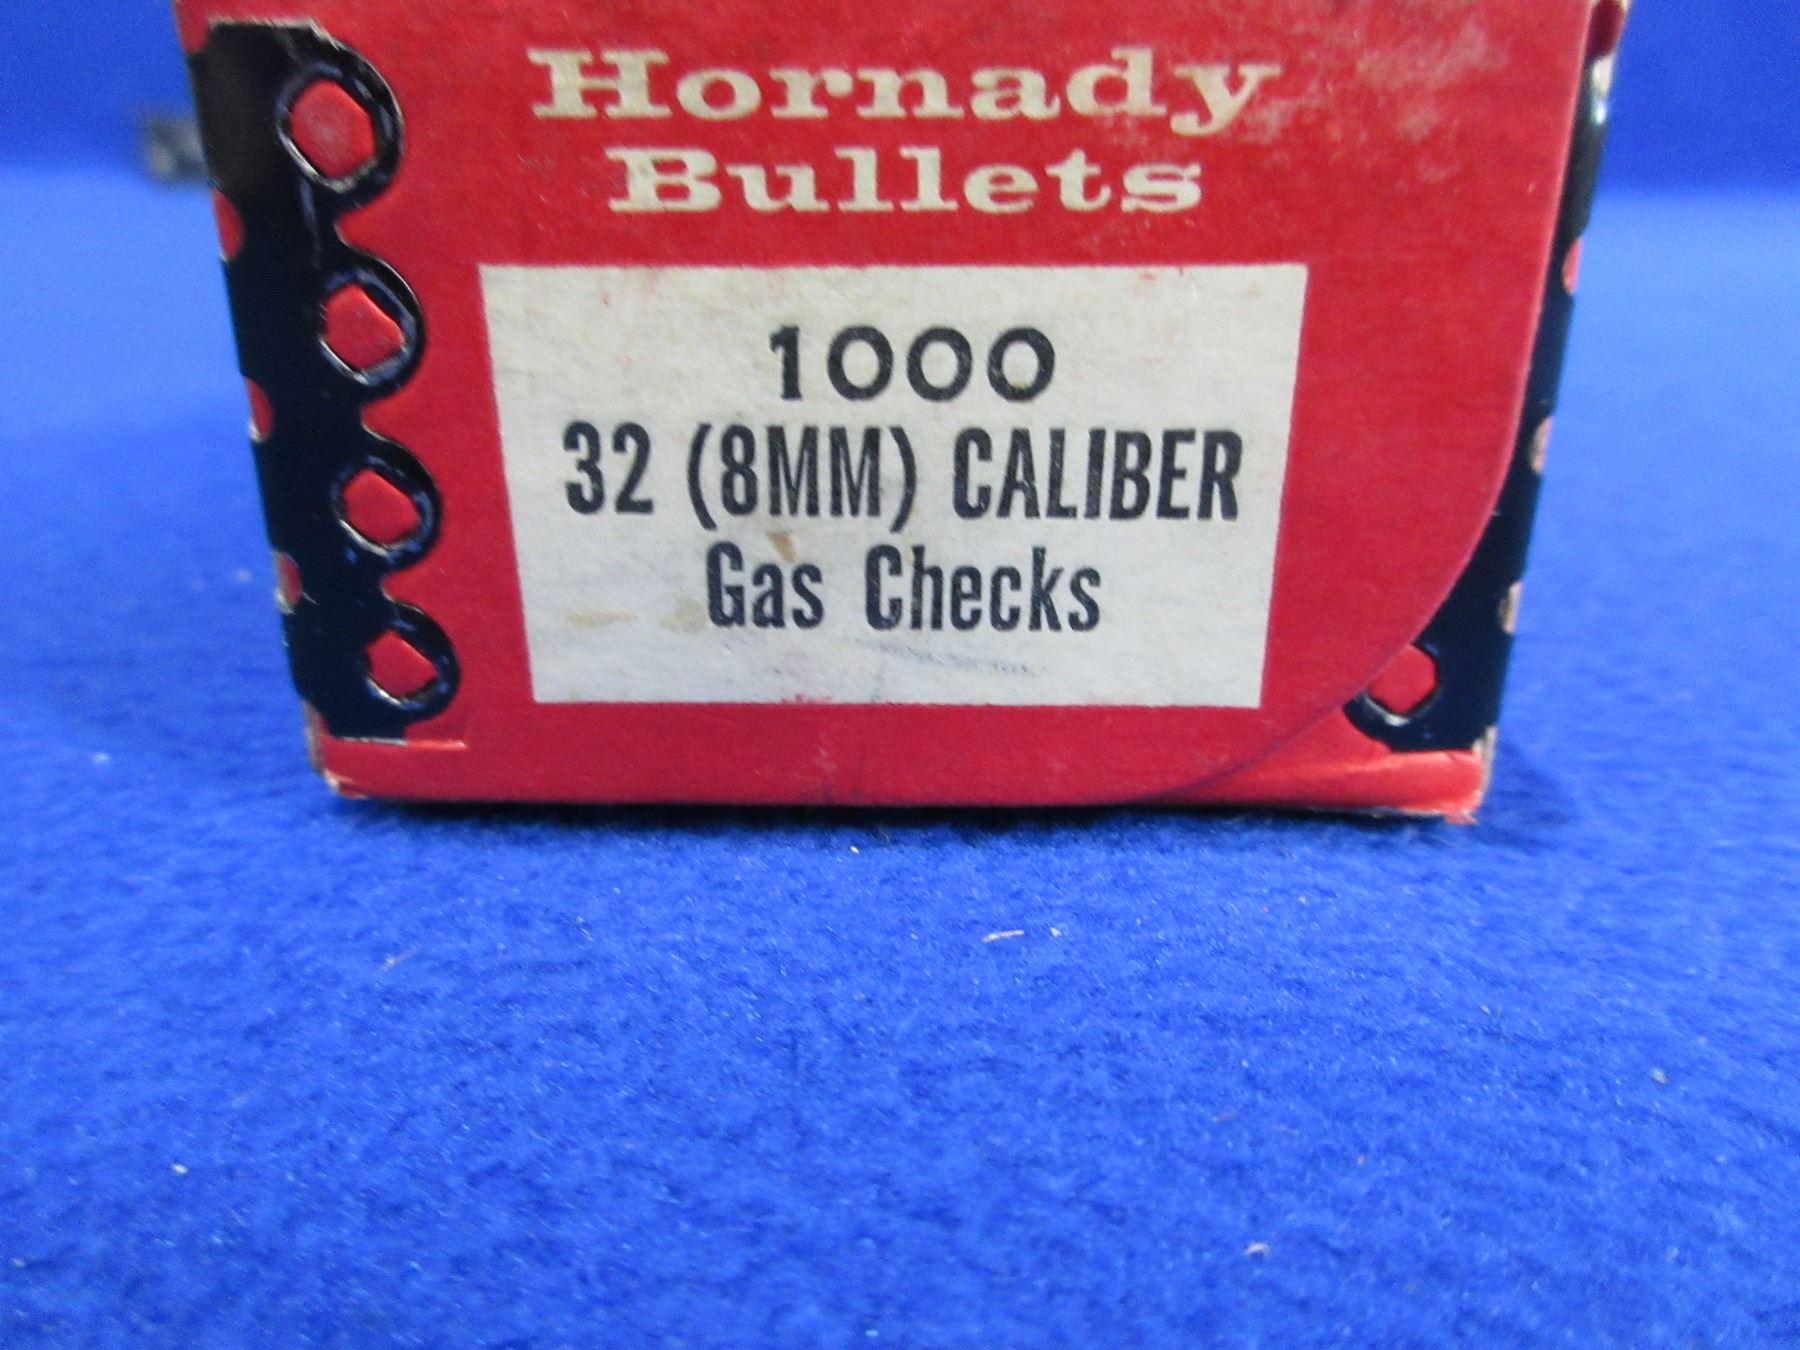 Hornady
Bullets
1000
32 (8MM) CALIBER
Gas Checks